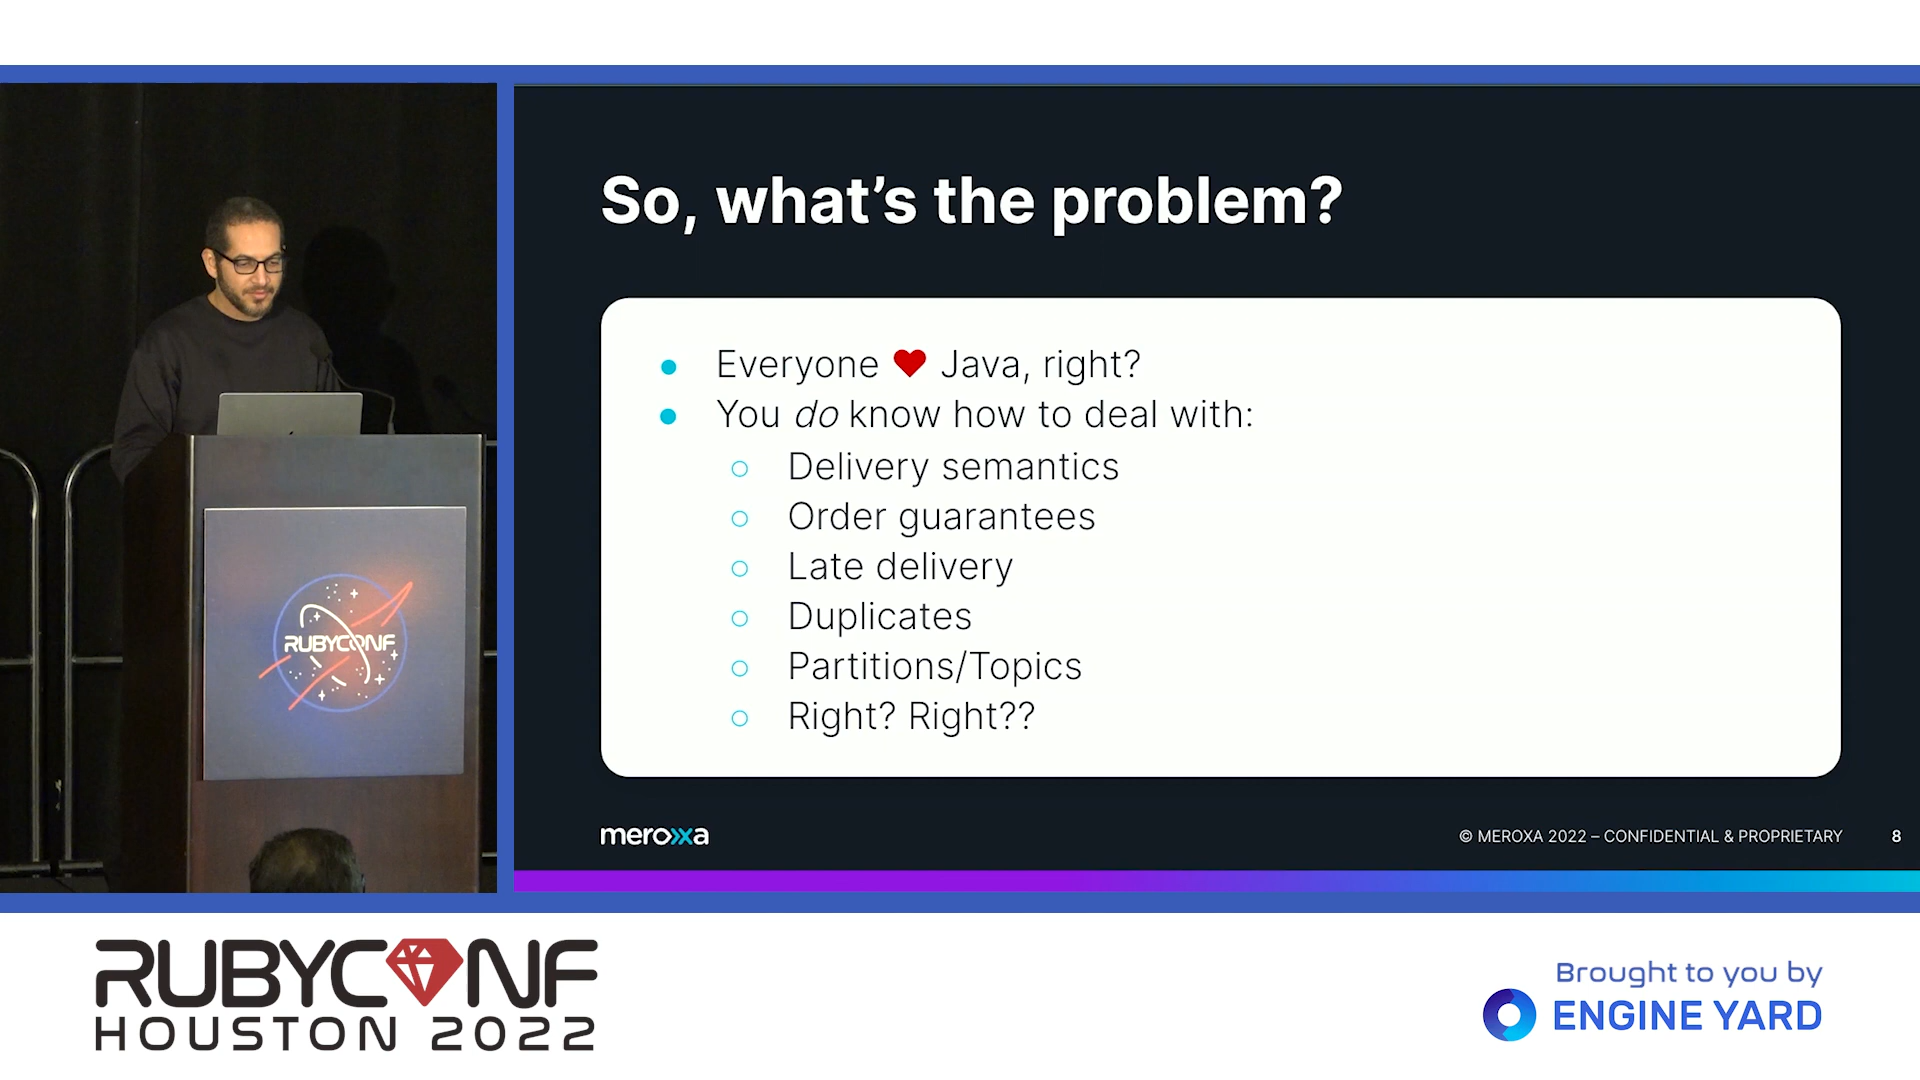 So, what's the problem?
Everyone ❤ Java, right?
You do know how to deal with:
Delivery semantics
Order guarantees
Late delivery
Duplicates
Partitions/Topics
Right? Right??
meroxa
© MEROXA 2022 – CONFIDENTIAL & PROPRIETARY 8
RUBYCONF
RUBYCONF
HOUSTON 2022
Brought to you by
ENGINE YARD